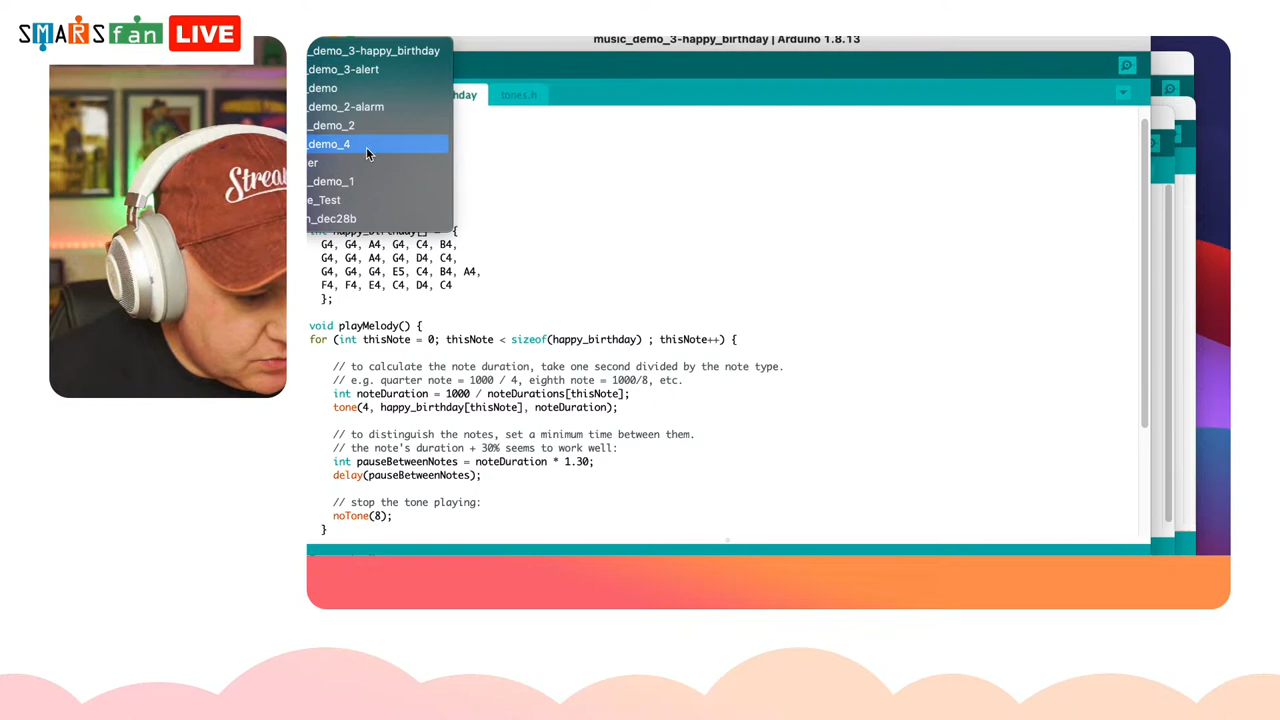 SMARSfan LIVE
Strea
music_demo_3-happy_birthday | Arduino 1.8.13
_demo_3-happy_birthday
_demo_3-alert
_demo
_demo_2-alarm
_demo_2
_demo_4
er
_demo_1
e_Test
_dec28b
hday
tones.h
G4, G4, A4, G4, C4, B4,
G4, G4, A4, G4, D4, C4,
G4, G4, G4, E5, C4, B4, A4,
F4, F4, E4, C4, D4, C4
};
void playMelody() {
for (int thisNote = 0; thisNote < sizeof(happy_birthday) ; thisNote++) {
// to calculate the note duration, take one second divided by the note type.
// e.g. quarter note = 1000 / 4, eighth note = 1000/8, etc.
int noteDuration = 1000 / noteDurations[thisNote];
tone(4, happy_birthday[thisNote], noteDuration);
// to distinguish the notes, set a minimum time between them.
// the note's duration + 30% seems to work well:
int pauseBetweenNotes = noteDuration * 1.30;
delay(pauseBetweenNotes);
// stop the tone playing:
noTone(8);
}